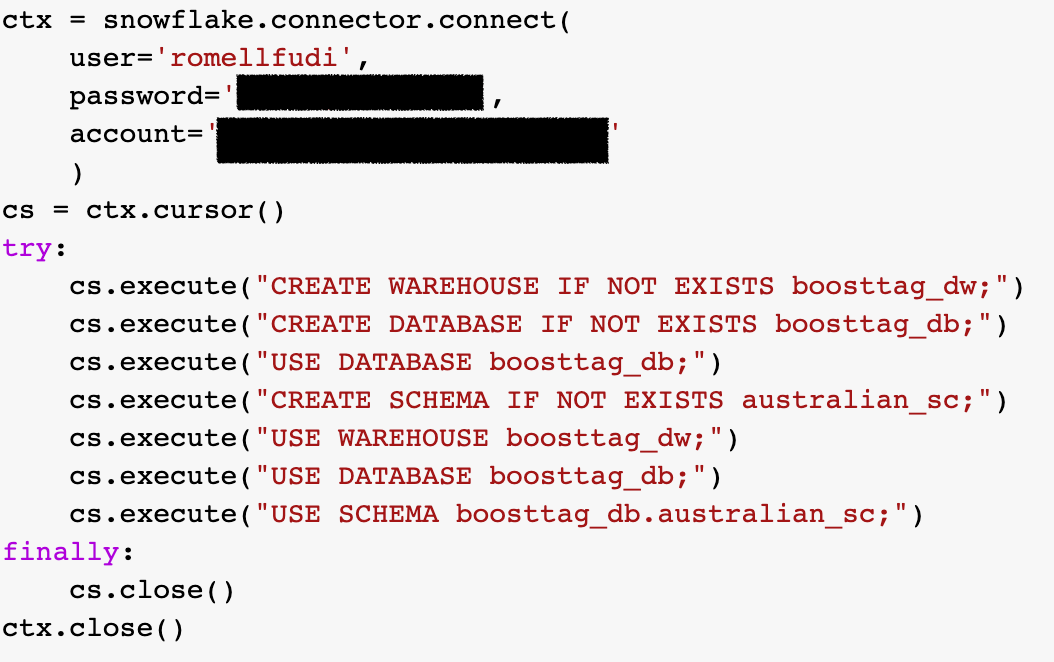 ctx = snowflake.connector.connect(
    user='romellfudi',
    password='            ,
    account='            '
    )
cs = ctx.cursor()
try:
    cs.execute("CREATE WAREHOUSE IF NOT EXISTS boosttag_dw;")
    cs.execute("CREATE DATABASE IF NOT EXISTS boosttag_db;")
    cs.execute("USE DATABASE boosttag_db;")
    cs.execute("CREATE SCHEMA IF NOT EXISTS australian_sc;")
    cs.execute("USE WAREHOUSE boosttag_dw;")
    cs.execute("USE DATABASE boosttag_db;")
    cs.execute("USE SCHEMA boosttag_db.australian_sc;")
finally:
    cs.close()
ctx.close()